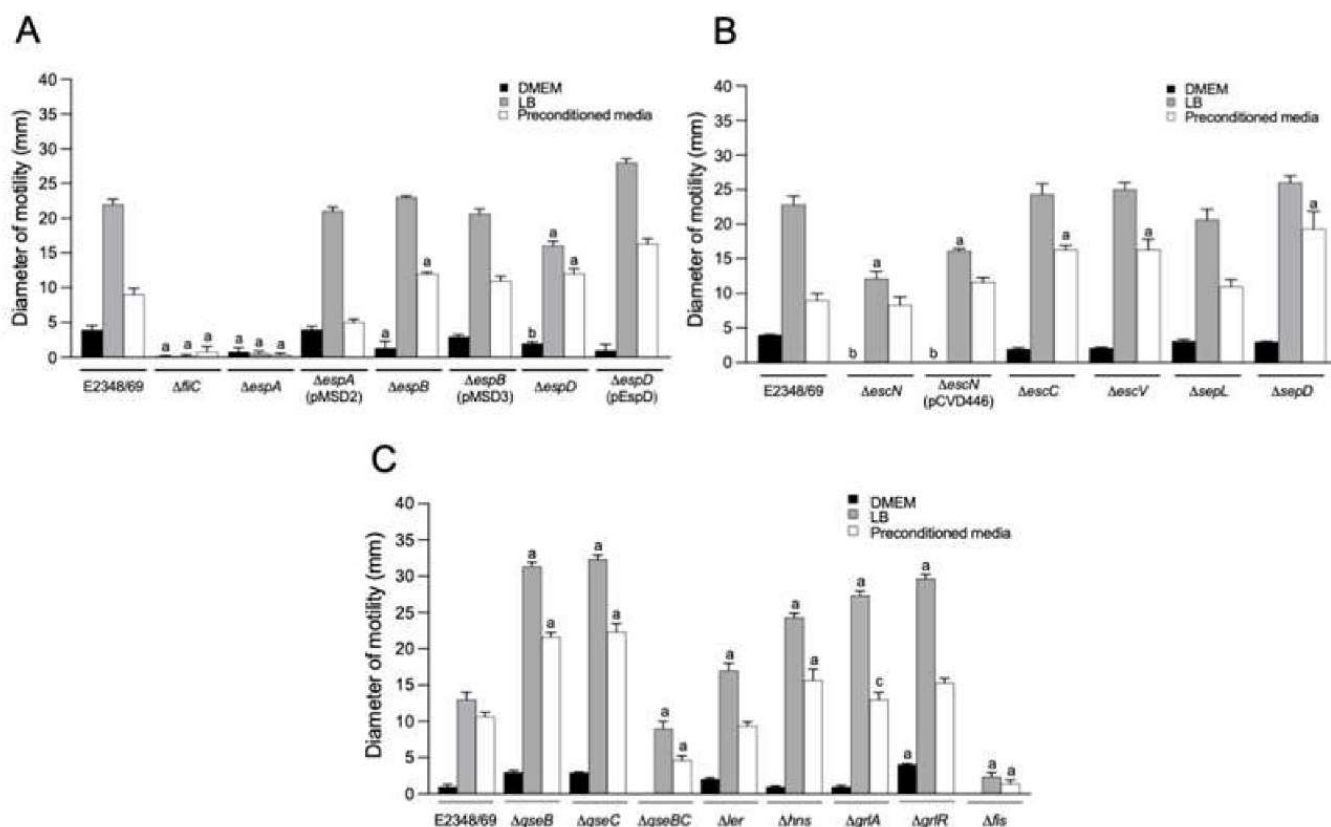 A
40
35
30
25
20
15
10
5
0
Diameter of motility (mm)
DMEM
LB
Preconditioned media
a a a
a a a
a a
b a a
E2348/69 ΔfliC ΔespA ΔespA (pMSD2) ΔespB ΔespB (pMSD3) ΔespD ΔespD (pEspD)
B
40
35
30
25
20
15
10
5
0
Diameter of motility (mm)
DMEM
LB
Preconditioned media
b a
b a
a
a
a
E2348/69 ΔescN ΔescN (pCVD446) ΔescC ΔescV ΔsepL ΔsepD
C
40
35
30
25
20
15
10
5
0
Diameter of motility (mm)
DMEM
LB
Preconditioned media
a a
a a
a a
a
a a
a c
a a
a a
E2348/69 ΔqseB ΔqseC ΔqseBC Δler Δhns ΔgrlA ΔgrlR Δfis